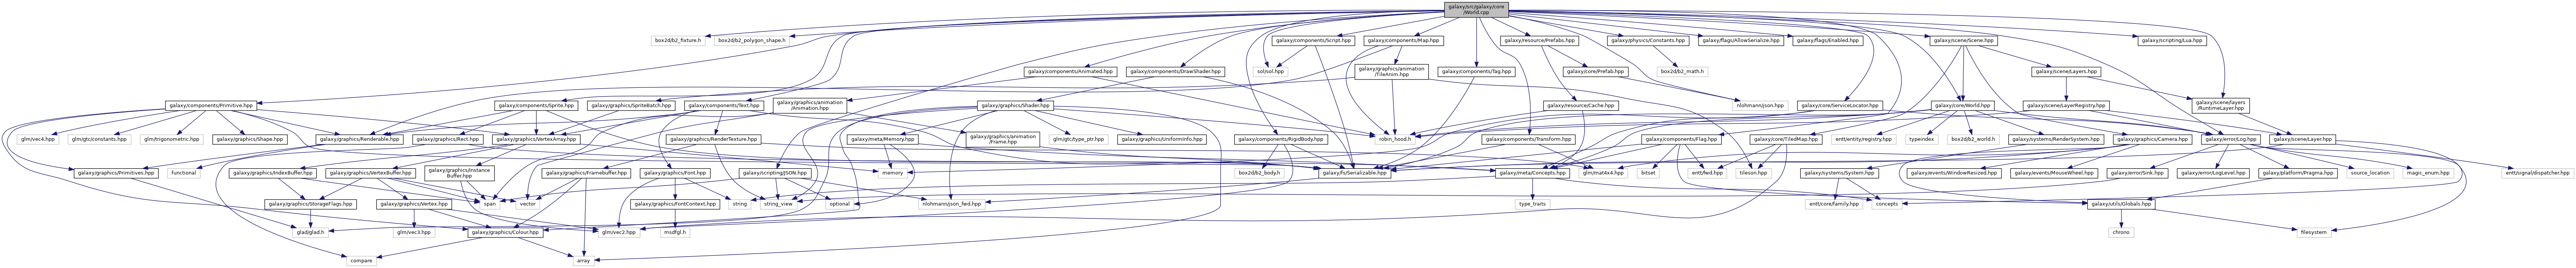 galaxy/src/galaxy/core
/World.cpp
box2d/b2_fixture.h
box2d/b2_polygon_shape.h
galaxy/components/Script.hpp
galaxy/components/Map.hpp
galaxy/resource/Prefabs.hpp
galaxy/physics/Constants.hpp
galaxy/flags/AllowSerialize.hpp
galaxy/flags/Enabled.hpp
galaxy/scene/Scene.hpp
galaxy/scripting/Lua.hpp
galaxy/components/Animated.hpp
galaxy/components/DrawShader.hpp
sol/sol.hpp
galaxy/graphics/animation
/TileAnim.hpp
galaxy/components/Tag.hpp
galaxy/core/Prefab.hpp
box2d/b2_math.h
galaxy/scene/Layers.hpp
galaxy/components/Primitive.hpp
galaxy/components/Sprite.hpp
galaxy/graphics/SpriteBatch.hpp
galaxy/components/Text.hpp
galaxy/graphics/animation
/Animation.hpp
galaxy/graphics/Shader.hpp
galaxy/resource/Cache.hpp
nlohmann/json.hpp
galaxy/core/ServiceLocator.hpp
galaxy/core/World.hpp
galaxy/scene/LayerRegistry.hpp
galaxy/scene/layers
/RuntimeLayer.hpp
glm/vec4.hpp
glm/gtc/constants.hpp
glm/trigonometric.hpp
galaxy/graphics/Shape.hpp
galaxy/graphics/Renderable.hpp
galaxy/graphics/Rect.hpp
galaxy/graphics/VertexArray.hpp
galaxy/graphics/RenderTexture.hpp
galaxy/meta/Memory.hpp
galaxy/graphics/animation
/Frame.hpp
glm/gtc/type_ptr.hpp
galaxy/graphics/UniformInfo.hpp
galaxy/components/RigidBody.hpp
robin_hood.h
galaxy/components/Transform.hpp
galaxy/components/Flag.hpp
galaxy/core/TiledMap.hpp
entt/entity/registry.hpp
typeindex
box2d/b2_world.h
galaxy/systems/RenderSystem.hpp
galaxy/graphics/Camera.hpp
galaxy/error/Log.hpp
galaxy/scene/Layer.hpp
galaxy/graphics/Primitives.hpp
functional
galaxy/graphics/IndexBuffer.hpp
galaxy/graphics/VertexBuffer.hpp
galaxy/graphics/Instance
Buffer.hpp
galaxy/graphics/Framebuffer.hpp
galaxy/graphics/Font.hpp
galaxy/scripting/JSON.hpp
memory
box2d/b2_body.h
galaxy/fs/Serializable.hpp
galaxy/meta/Concepts.hpp
glm/mat4x4.hpp
bitset
entt/fwd.hpp
tileson.hpp
galaxy/systems/System.hpp
galaxy/events/WindowResized.hpp
galaxy/events/MouseWheel.hpp
galaxy/error/Sink.hpp
galaxy/error/LogLevel.hpp
galaxy/platform/Pragma.hpp
source_location
magic_enum.hpp
entt/signal/dispatcher.hpp
galaxy/graphics/StorageFlags.hpp
galaxy/graphics/Vertex.hpp
span
vector
galaxy/graphics/FontContext.hpp
string
string_view
optional
nlohmann/json_fwd.hpp
type_traits
entt/core/family.hpp
concepts
galaxy/utils/Globals.hpp
glad/glad.h
glm/vec3.hpp
galaxy/graphics/Colour.hpp
glm/vec2.hpp
msdfgl.h
chrono
filesystem
compare
array